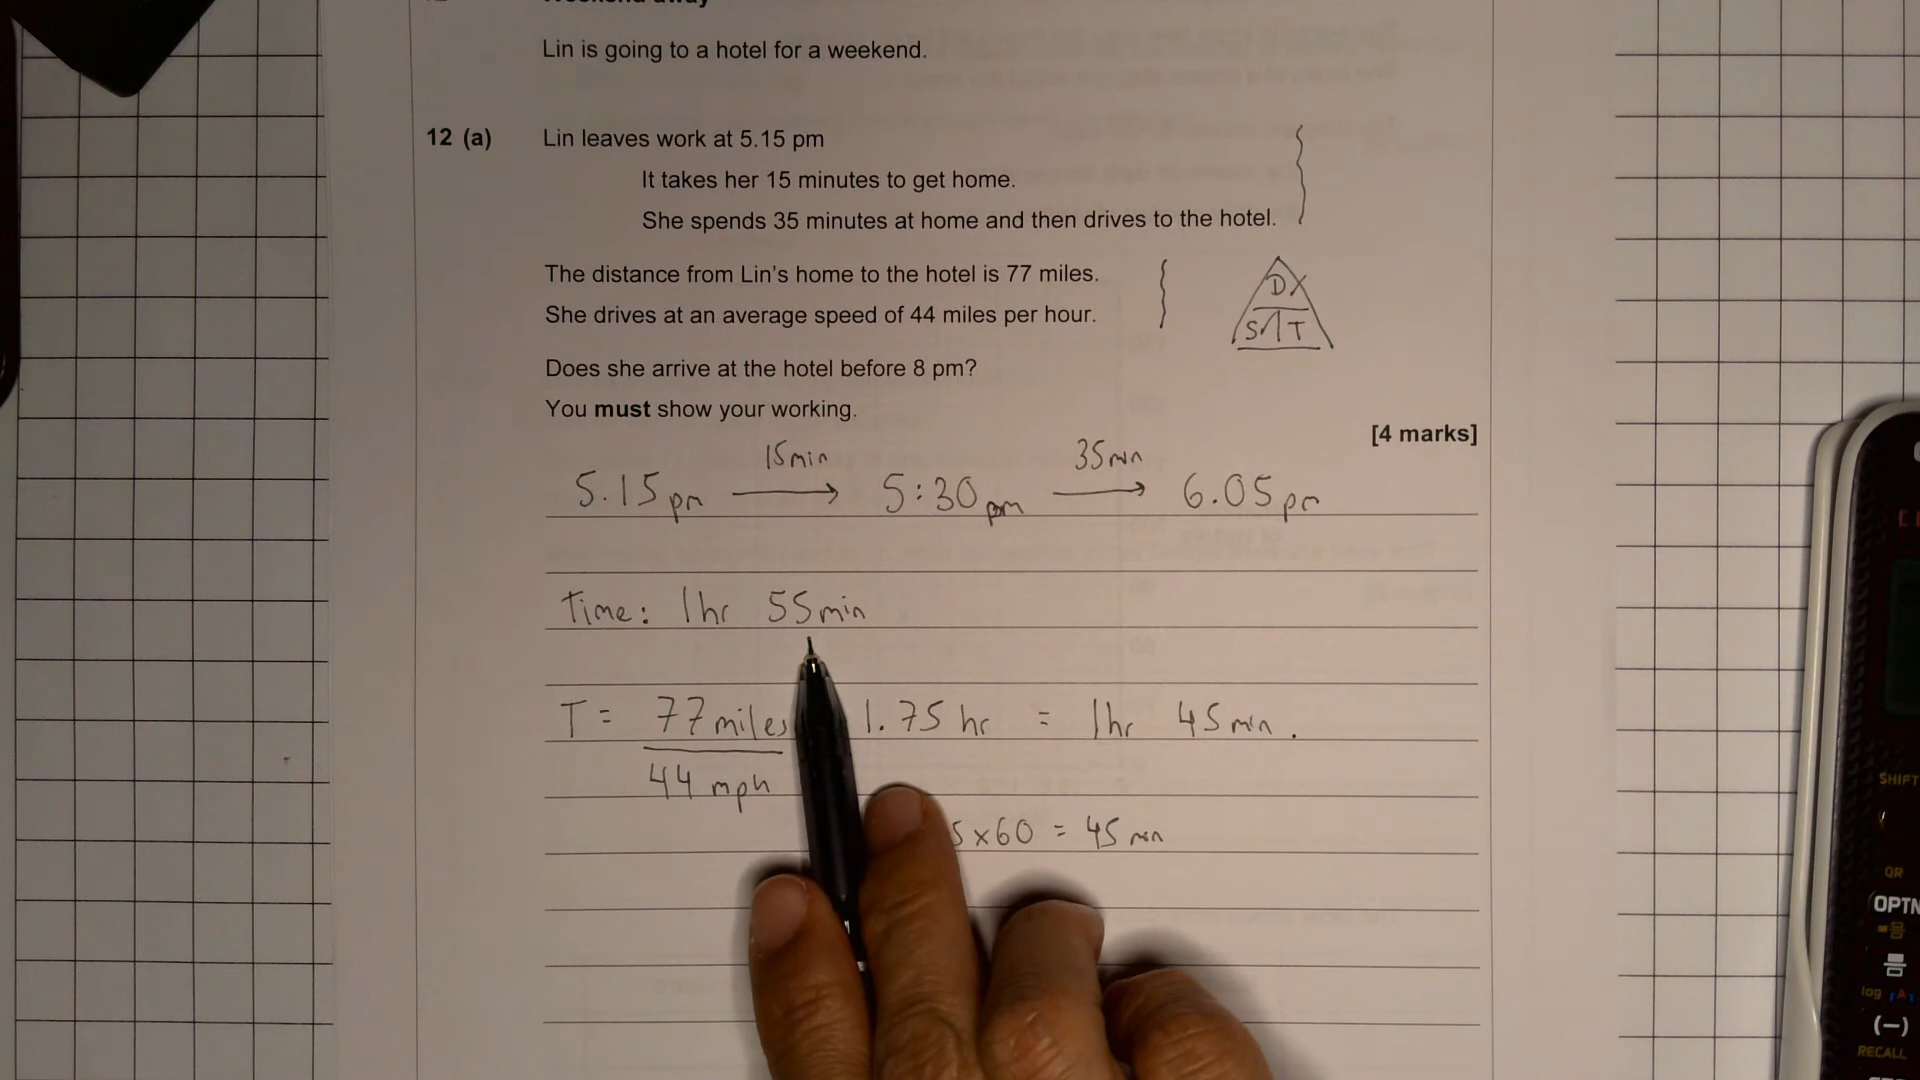 Lin is going to a hotel for a weekend.
12 (a) Lin leaves work at 5.15 pm
It takes her 15 minutes to get home.
She spends 35 minutes at home and then drives to the hotel.
The distance from Lin's home to the hotel is 77 miles.
She drives at an average speed of 44 miles per hour.
D
S T
Does she arrive at the hotel before 8 pm?
You must show your working.
[4 marks]
15min 35min
5.15pm → 5:30pm → 6.05pm
Time: 1hr 55min
T = 77 miles 1.75 hr = 1hr 45min.
44 mph
5 x 60 = 45 min
SHIFT
OPTN
log
(−)
RECALL